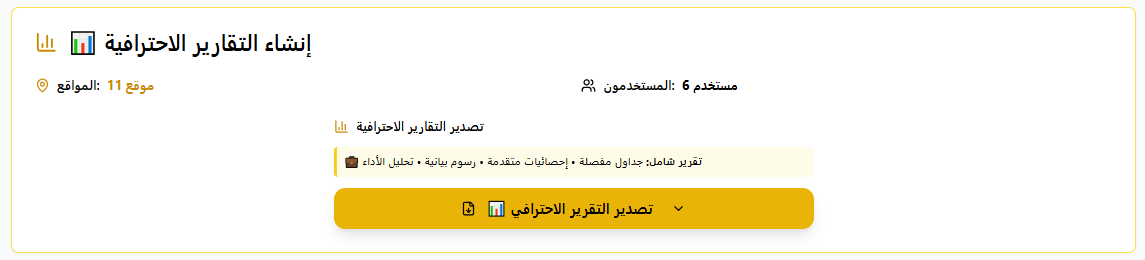 📊 إنشاء التقارير الاحترافية
المواقع: 11 موقع
المستخدمون: 6 مستخدم
تصدير التقارير الاحترافية
💼 تقرير شامل: جداول مفصلة • إحصائيات متقدمة • رسوم بيانية • تحليل الأداء
📊 تصدير التقرير الاحترافي